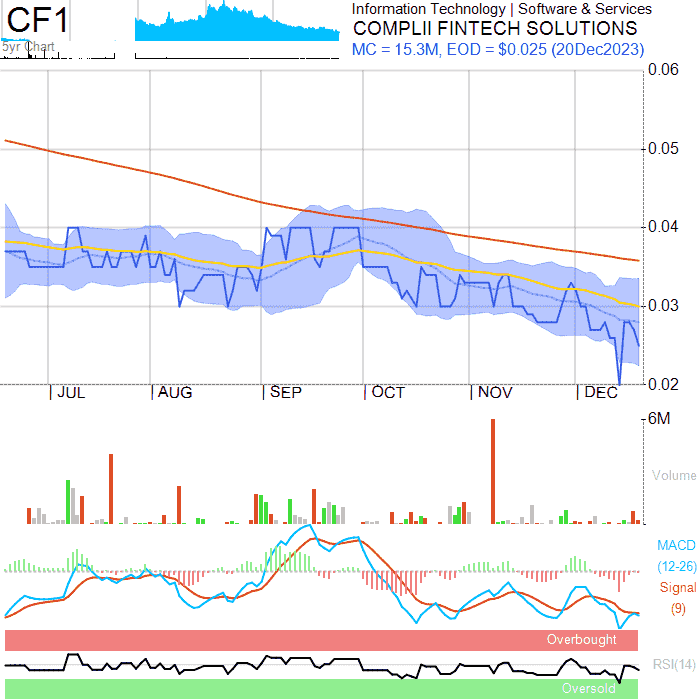 CF1
5yr Chart
Information Technology | Software & Services
COMPLII FINTECH SOLUTIONS
MC = 15.3M, EOD = $0.025 (20Dec2023)
0.06
0.05
0.04
0.03
0.02
JUL AUG SEP OCT NOV DEC
6M
Volume
MACD
(12-26)
Signal
(9)
Overbought
RSI(14)
Oversold